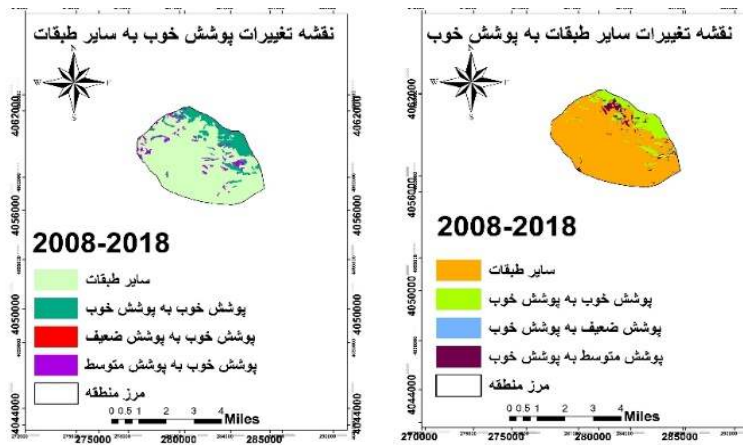 نقشه تغییرات پوشش خوب به سایر طبقات
N
W
E
S
4062000
4056000
4050000
4044000
2008-2018
سایر طبقات
پوشش خوب به پوشش خوب
پوشش خوب به پوشش ضعیف
پوشش خوب به پوشش متوسط
مرز منطقه
0 0.5 1 2 3 4
Miles
275000 280000 285000
نقشه تغییرات سایر طبقات به پوشش خوب
N
W
E
S
4062000
4056000
4050000
4044000
2008-2018
سایر طبقات
پوشش خوب به پوشش خوب
پوشش ضعیف به پوشش خوب
پوشش متوسط به پوشش خوب
مرز منطقه
0 0.5 1 2 3 4
Miles
270000 275000 280000 285000